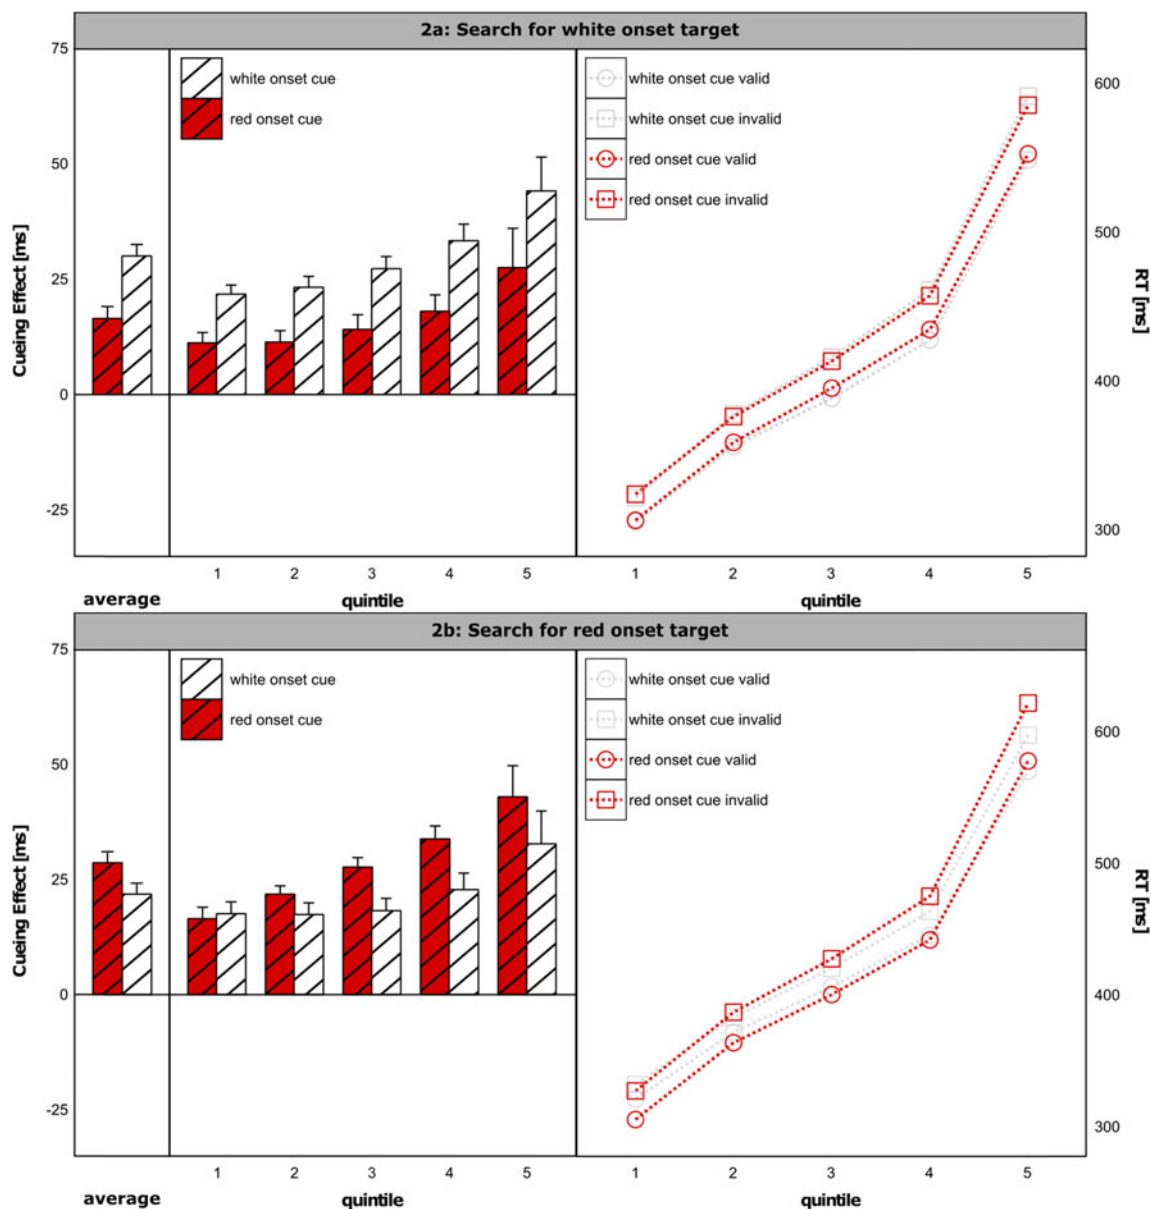 2a: Search for white onset target
75
50
25
0
-25
Cueing Effect [ms]
white onset cue
red onset cue
white onset cue valid
white onset cue invalid
red onset cue valid
red onset cue invalid
600
500
400
300
RT [ms]
1 2 3 4 5
1 2 3 4 5
average quintile quintile
2b: Search for red onset target
75
50
25
0
-25
Cueing Effect [ms]
white onset cue
red onset cue
white onset cue valid
white onset cue invalid
red onset cue valid
red onset cue invalid
600
500
400
300
RT [ms]
1 2 3 4 5
1 2 3 4 5
average quintile quintile